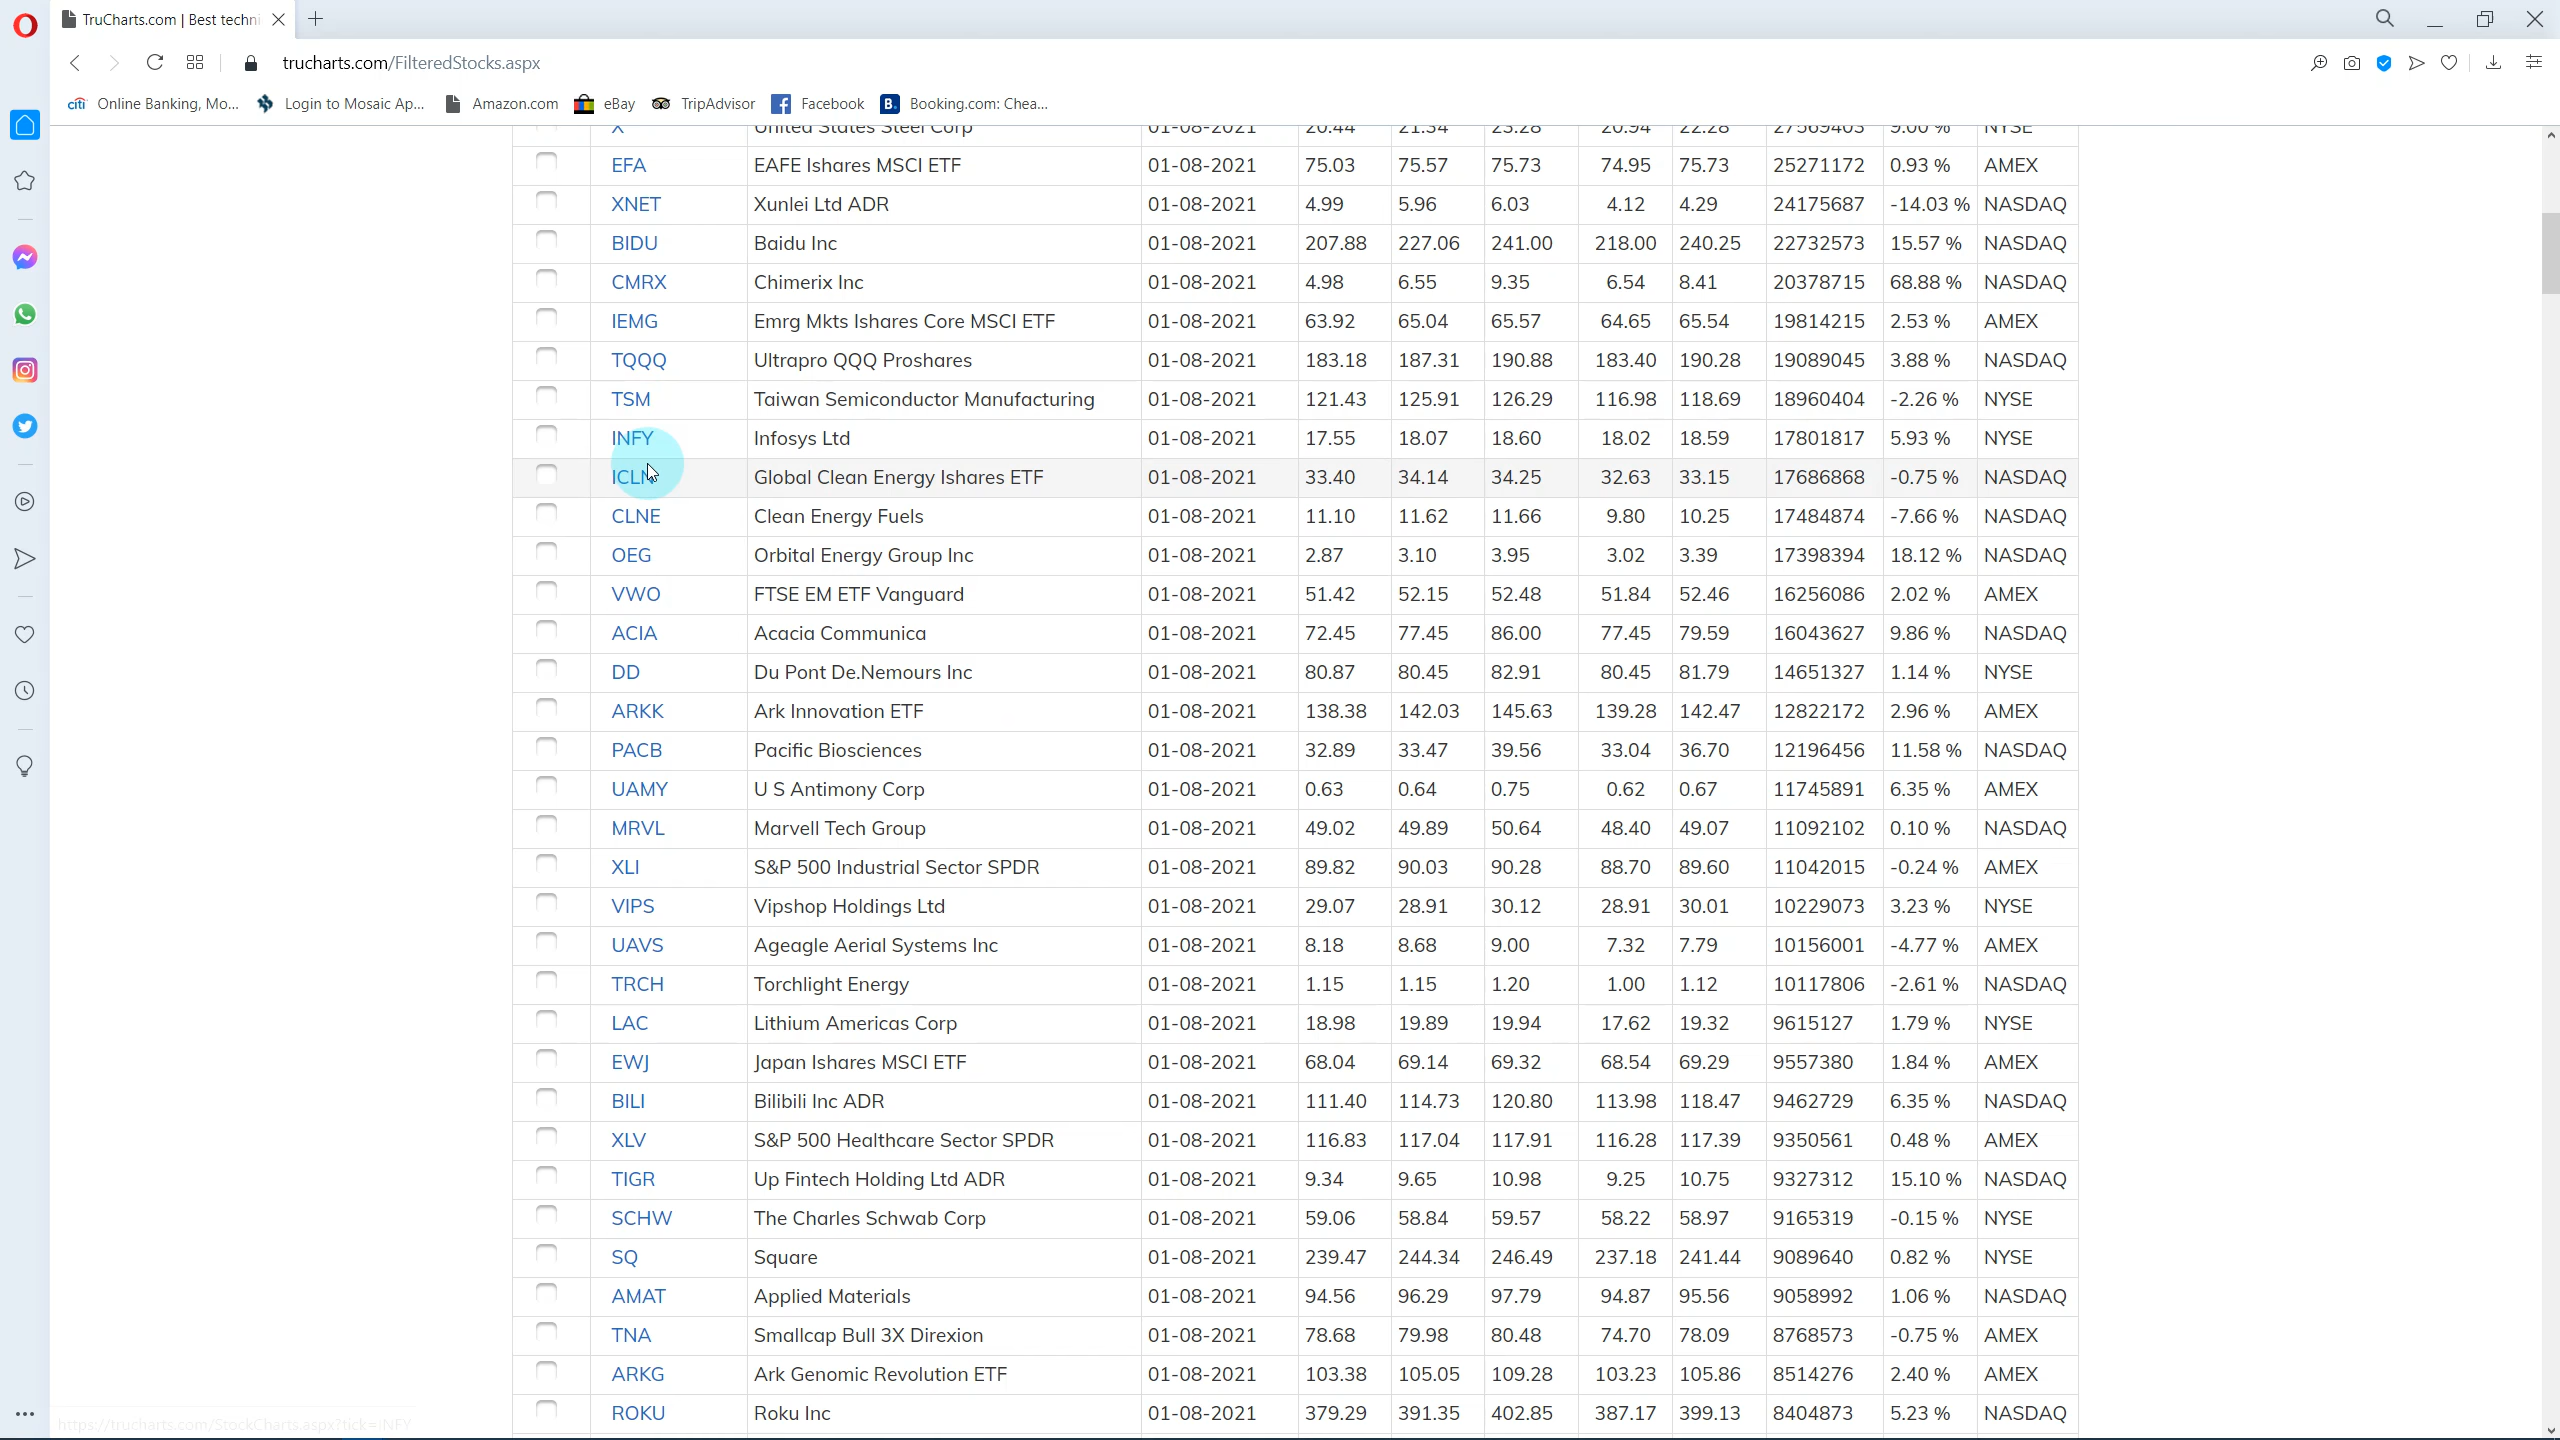 TruCharts.com | Best techni
trucharts.com/FilteredStocks.aspx
citi Online Banking, Mo... Login to Mosaic Ap... Amazon.com eBay TripAdvisor Facebook B. Booking.com: Chea...
X United States Steel Corp 01-08-2021 20.44 21.34 23.28 20.94 22.28 27569403 9.00 % NYSE
EFA EAFE Ishares MSCI ETF 01-08-2021 75.03 75.57 75.73 74.95 75.73 25271172 0.93 % AMEX
XNET Xunlei Ltd ADR 01-08-2021 4.99 5.96 6.03 4.12 4.29 24175687 -14.03 % NASDAQ
BIDU Baidu Inc 01-08-2021 207.88 227.06 241.00 218.00 240.25 22732573 15.57 % NASDAQ
CMRX Chimerix Inc 01-08-2021 4.98 6.55 9.35 6.54 8.41 20378715 68.88 % NASDAQ
IEMG Emrg Mkts Ishares Core MSCI ETF 01-08-2021 63.92 65.04 65.57 64.65 65.54 19814215 2.53 % AMEX
TQQQ Ultrapro QQQ Proshares 01-08-2021 183.18 187.31 190.88 183.40 190.28 19089045 3.88 % NASDAQ
TSM Taiwan Semiconductor Manufacturing 01-08-2021 121.43 125.91 126.29 116.98 118.69 18960404 -2.26 % NYSE
INFY Infosys Ltd 01-08-2021 17.55 18.07 18.60 18.02 18.59 17801817 5.93 % NYSE
ICLN Global Clean Energy Ishares ETF 01-08-2021 33.40 34.14 34.25 32.63 33.15 17686868 -0.75 % NASDAQ
CLNE Clean Energy Fuels 01-08-2021 11.10 11.62 11.66 9.80 10.25 17484874 -7.66 % NASDAQ
OEG Orbital Energy Group Inc 01-08-2021 2.87 3.10 3.95 3.02 3.39 17398394 18.12 % NASDAQ
VWO FTSE EM ETF Vanguard 01-08-2021 51.42 52.15 52.48 51.84 52.46 16256086 2.02 % AMEX
ACIA Acacia Communica 01-08-2021 72.45 77.45 86.00 77.45 79.59 16043627 9.86 % NASDAQ
DD Du Pont De.Nemours Inc 01-08-2021 80.87 80.45 82.91 80.45 81.79 14651327 1.14 % NYSE
ARKK Ark Innovation ETF 01-08-2021 138.38 142.03 145.63 139.28 142.47 12822172 2.96 % AMEX
PACB Pacific Biosciences 01-08-2021 32.89 33.47 39.56 33.04 36.70 12196456 11.58 % NASDAQ
UAMY U S Antimony Corp 01-08-2021 0.63 0.64 0.75 0.62 0.67 11745891 6.35 % AMEX
MRVL Marvell Tech Group 01-08-2021 49.02 49.89 50.64 48.40 49.07 11092102 0.10 % NASDAQ
XLI S&P 500 Industrial Sector SPDR 01-08-2021 89.82 90.03 90.28 88.70 89.60 11042015 -0.24 % AMEX
VIPS Vipshop Holdings Ltd 01-08-2021 29.07 28.91 30.12 28.91 30.01 10229073 3.23 % NYSE
UAVS Ageagle Aerial Systems Inc 01-08-2021 8.18 8.68 9.00 7.32 7.79 10156001 -4.77 % AMEX
TRCH Torchlight Energy 01-08-2021 1.15 1.15 1.20 1.00 1.12 10117806 -2.61 % NASDAQ
LAC Lithium Americas Corp 01-08-2021 18.98 19.89 19.94 17.62 19.32 9615127 1.79 % NYSE
EWJ Japan Ishares MSCI ETF 01-08-2021 68.04 69.14 69.32 68.54 69.29 9557380 1.84 % AMEX
BILI Bilibili Inc ADR 01-08-2021 111.40 114.73 120.80 113.98 118.47 9462729 6.35 % NASDAQ
XLV S&P 500 Healthcare Sector SPDR 01-08-2021 116.83 117.04 117.91 116.28 117.39 9350561 0.48 % AMEX
TIGR Up Fintech Holding Ltd ADR 01-08-2021 9.34 9.65 10.98 9.25 10.75 9327312 15.10 % NASDAQ
SCHW The Charles Schwab Corp 01-08-2021 59.06 58.84 59.57 58.22 58.97 9165319 -0.15 % NYSE
SQ Square 01-08-2021 239.47 244.34 246.49 237.18 241.44 9089640 0.82 % NYSE
AMAT Applied Materials 01-08-2021 94.56 96.29 97.79 94.87 95.56 9058992 1.06 % NASDAQ
TNA Smallcap Bull 3X Direxion 01-08-2021 78.68 79.98 80.48 74.70 78.09 8768573 -0.75 % AMEX
ARKG Ark Genomic Revolution ETF 01-08-2021 103.38 105.05 109.28 103.23 105.86 8514276 2.40 % AMEX
ROKU Roku Inc 01-08-2021 379.29 391.35 402.85 387.17 399.13 8404873 5.23 % NASDAQ
https://trucharts.com/StockCharts.aspx?tick=INFY